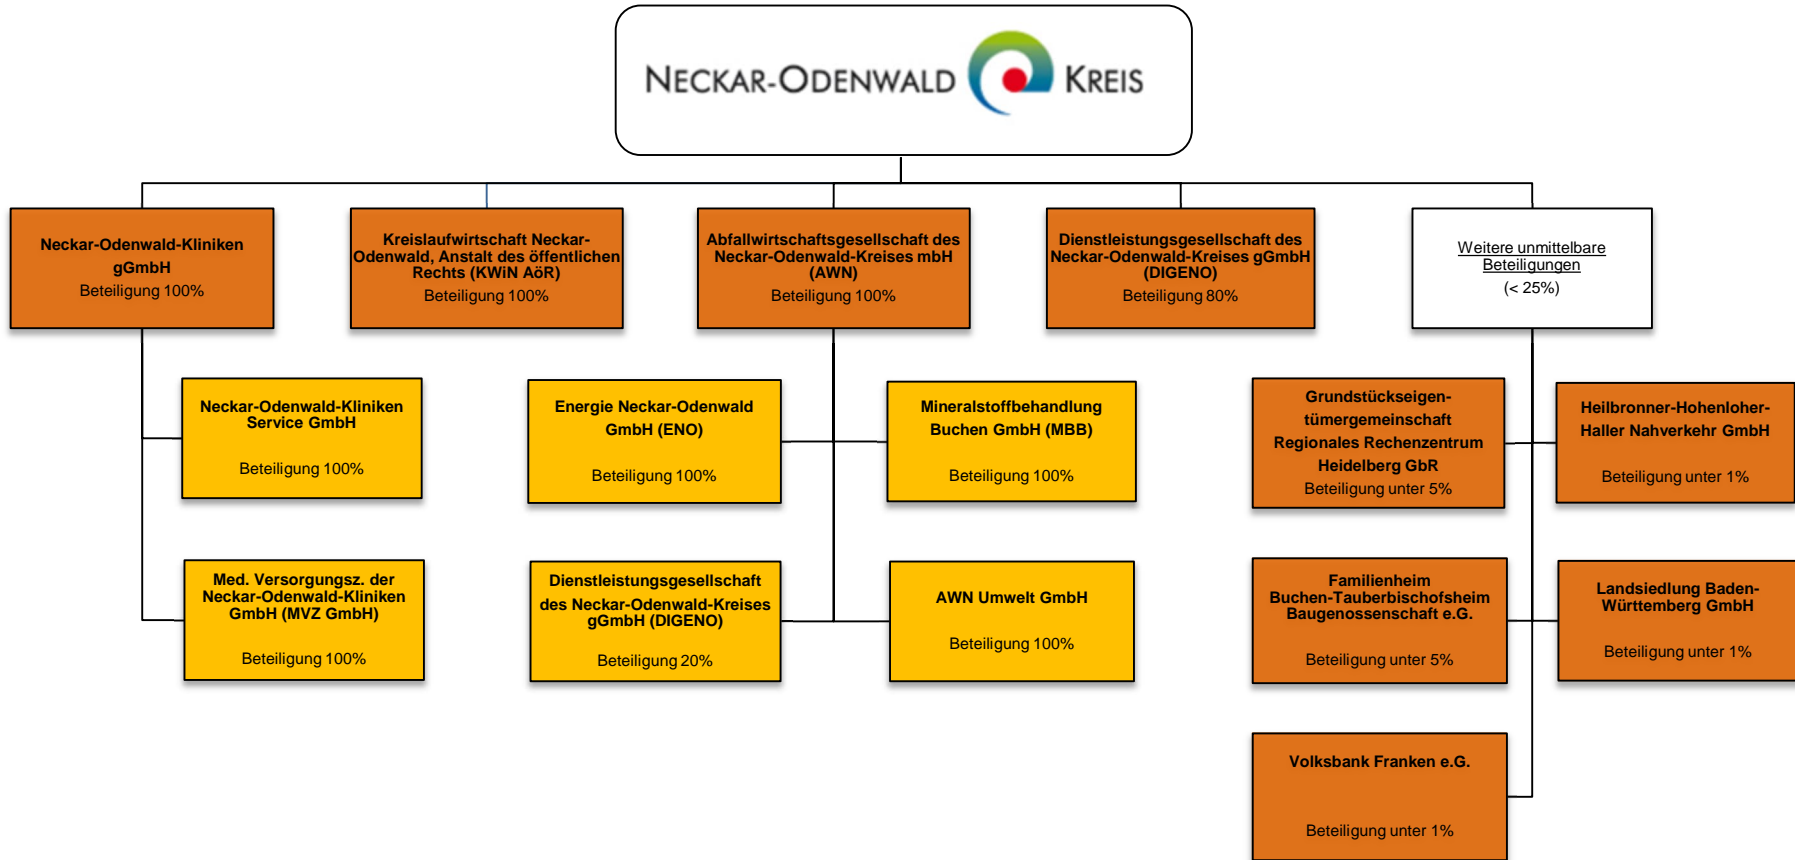 NECKAR-ODENWALD KREIS
Neckar-Odenwald-Kliniken
gGmbH
Beteiligung 100%
Kreislaufwirtschaft Neckar-
Odenwald, Anstalt des öffentlichen
Rechts (KWiN AöR)
Beteiligung 100%
Abfallwirtschaftsgesellschaft des
Neckar-Odenwald-Kreises mbH
(AWN)
Beteiligung 100%
Dienstleistungsgesellschaft des
Neckar-Odenwald-Kreises gGmbH
(DIGENO)
Beteiligung 80%
Weitere unmittelbare
Beteiligungen
(< 25%)
Neckar-Odenwald-Kliniken
Service GmbH
Beteiligung 100%
Energie Neckar-Odenwald
GmbH (ENO)
Beteiligung 100%
Mineralstoffbehandlung
Buchen GmbH (MBB)
Beteiligung 100%
Grundstückseigen-
tümergemeinschaft
Regionales Rechenzentrum
Heidelberg GbR
Beteiligung unter 5%
Heilbronner-Hohenloher-
Haller Nahverkehr GmbH
Beteiligung unter 1%
Med. Versorgungsz. der
Neckar-Odenwald-Kliniken
GmbH (MVZ GmbH)
Beteiligung 100%
Dienstleistungsgesellschaft
des Neckar-Odenwald-Kreises
gGmbH (DIGENO)
Beteiligung 20%
AWN Umwelt GmbH
Beteiligung 100%
Familienheim
Buchen-Tauberbischofsheim
Baugenossenschaft e.G.
Beteiligung unter 5%
Landsiedlung Baden-
Württemberg GmbH
Beteiligung unter 1%
Volksbank Franken e.G.
Beteiligung unter 1%